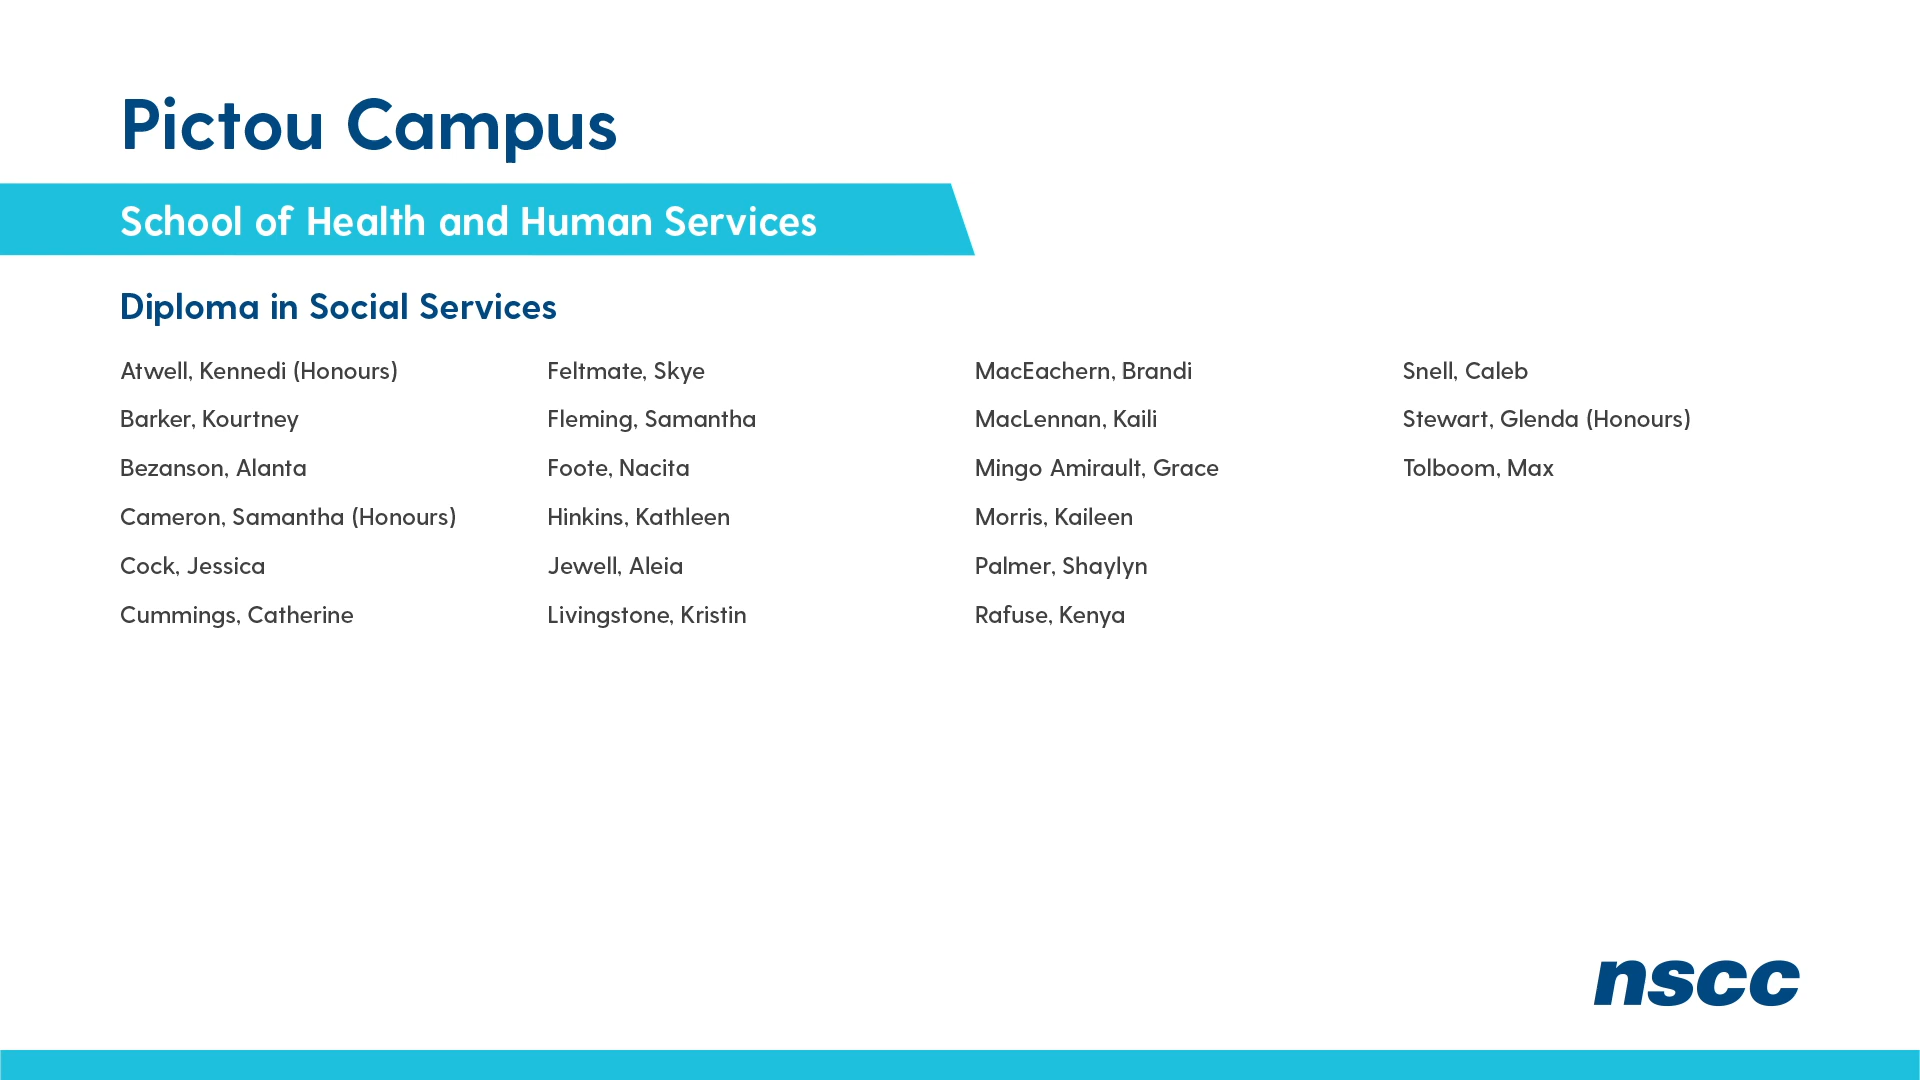 Pictou Campus
School of Health and Human Services
Diploma in Social Services
Atwell, Kennedi (Honours)
Barker, Kourtney
Bezanson, Alanta
Cameron, Samantha (Honours)
Cock, Jessica
Cummings, Catherine
Feltmate, Skye
Fleming, Samantha
Foote, Nacita
Hinkins, Kathleen
Jewell, Aleia
Livingstone, Kristin
MacEachern, Brandi
MacLennan, Kaili
Mingo Amirault, Grace
Morris, Kaileen
Palmer, Shaylyn
Rafuse, Kenya
Snell, Caleb
Stewart, Glenda (Honours)
Tolboom, Max
nscc